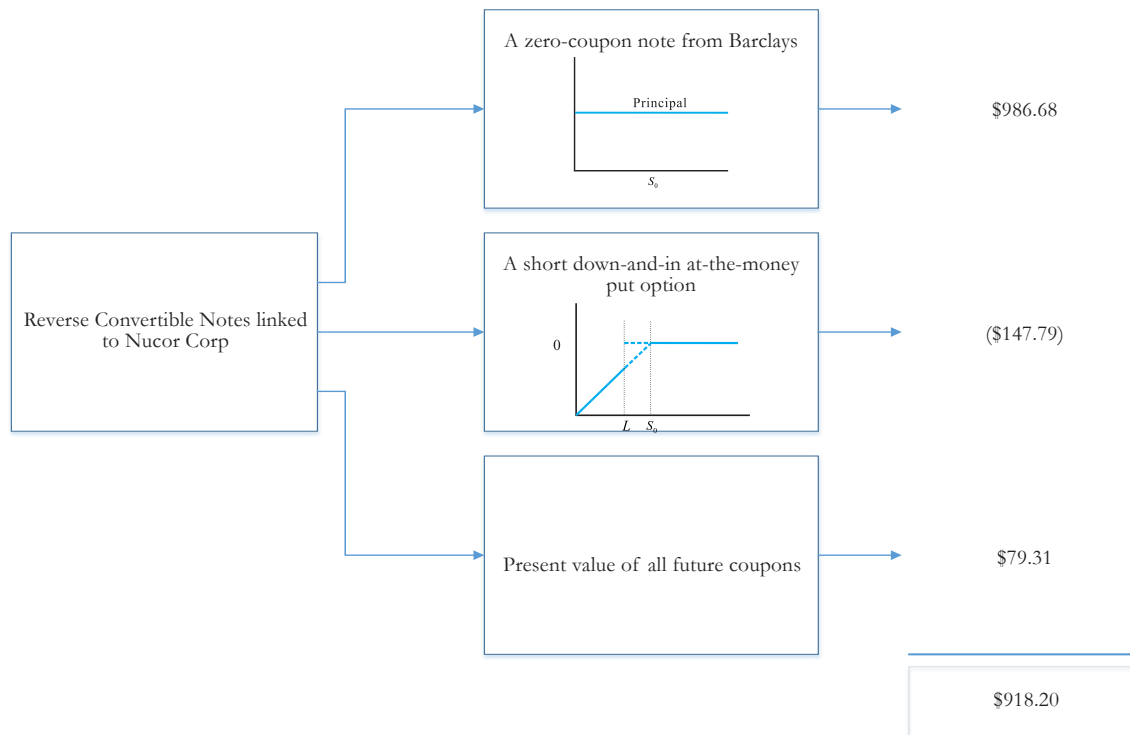 A zero-coupon note from Barclays
Principal
S₀
$986.68
Reverse Convertible Notes linked
to Nucor Corp
A short down-and-in at-the-money
put option
0
L
S₀
($147.79)
Present value of all future coupons
$79.31
$918.20